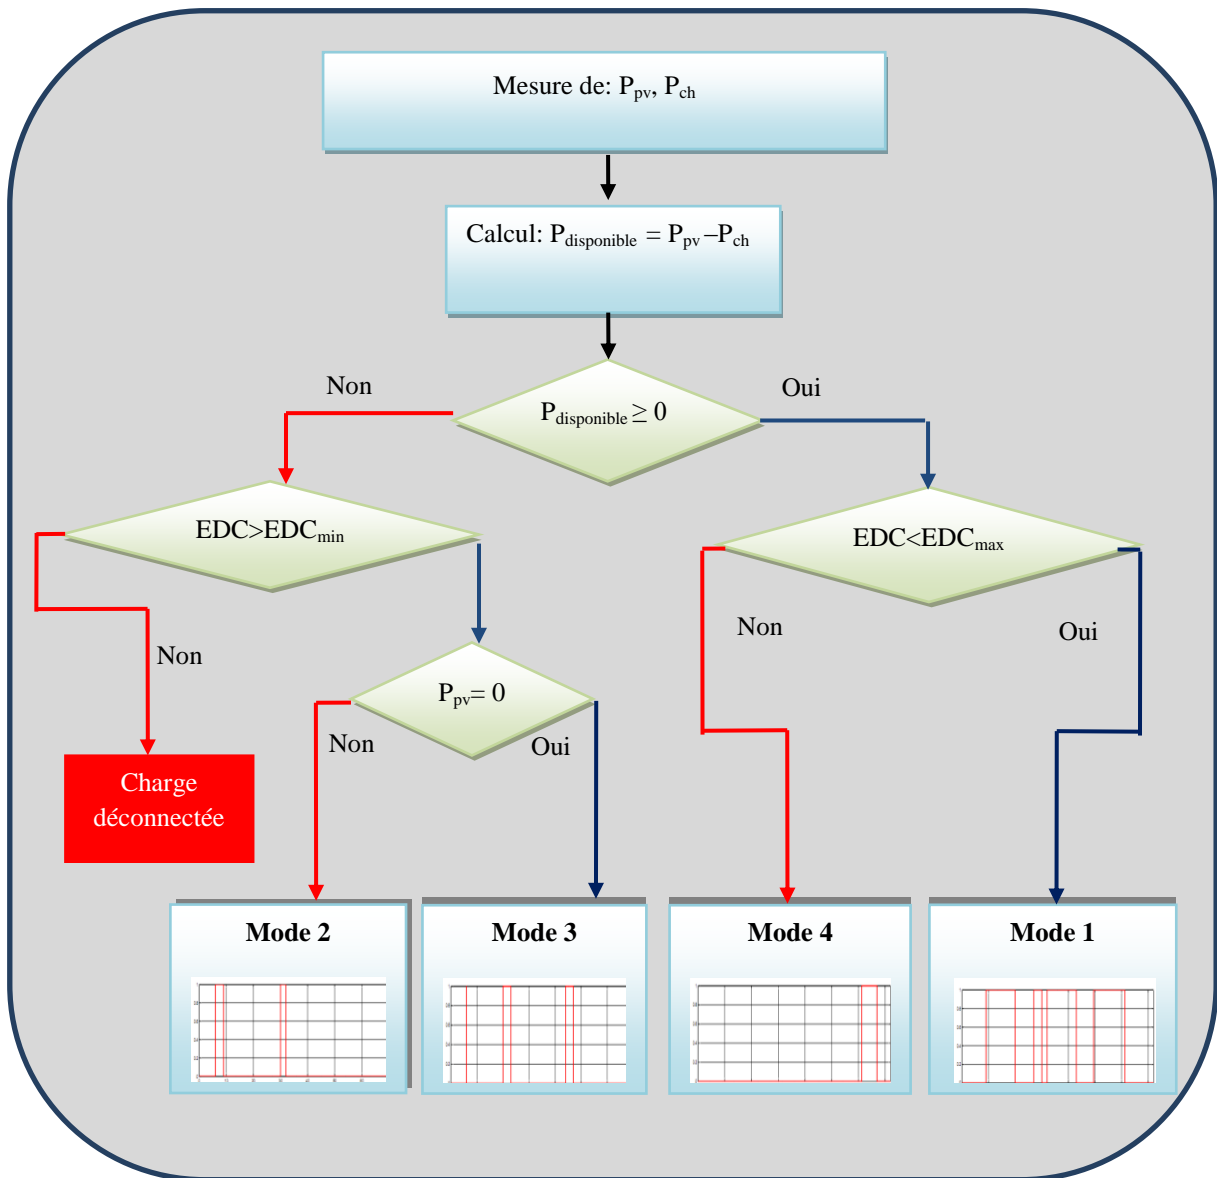 Mesure de: Ppv, Pch
Calcul: Pdisponible = Ppv –Pch
Non
Oui
Pdisponible ≥ 0
EDC>EDCmin
EDC<EDCmax
Non
Oui
Non
Ppv= 0
Non
Oui
Charge
déconnectée
Mode 2
Mode 3
Mode 4
Mode 1